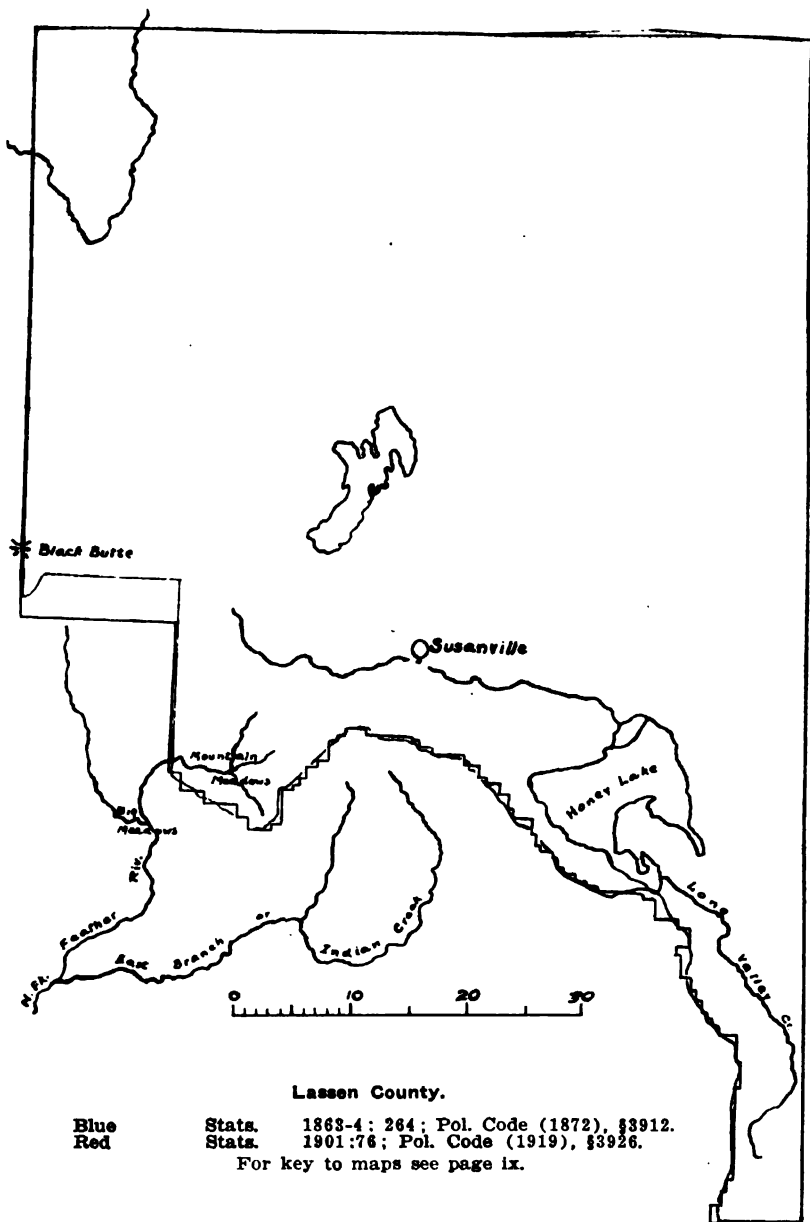 Black Butte
Susanville
Mountain
Meadows
Honey Lake
Big
Meadows
Riv.
Feather
N. Fk.
East Branch or Indian Creek
Long Valley Cr.
0 10 20 30
Lassen County.
Blue Stats. 1863-4: 264; Pol. Code (1872), §3912.
Red Stats. 1901:76; Pol. Code (1919), §3926.
For key to maps see page ix.